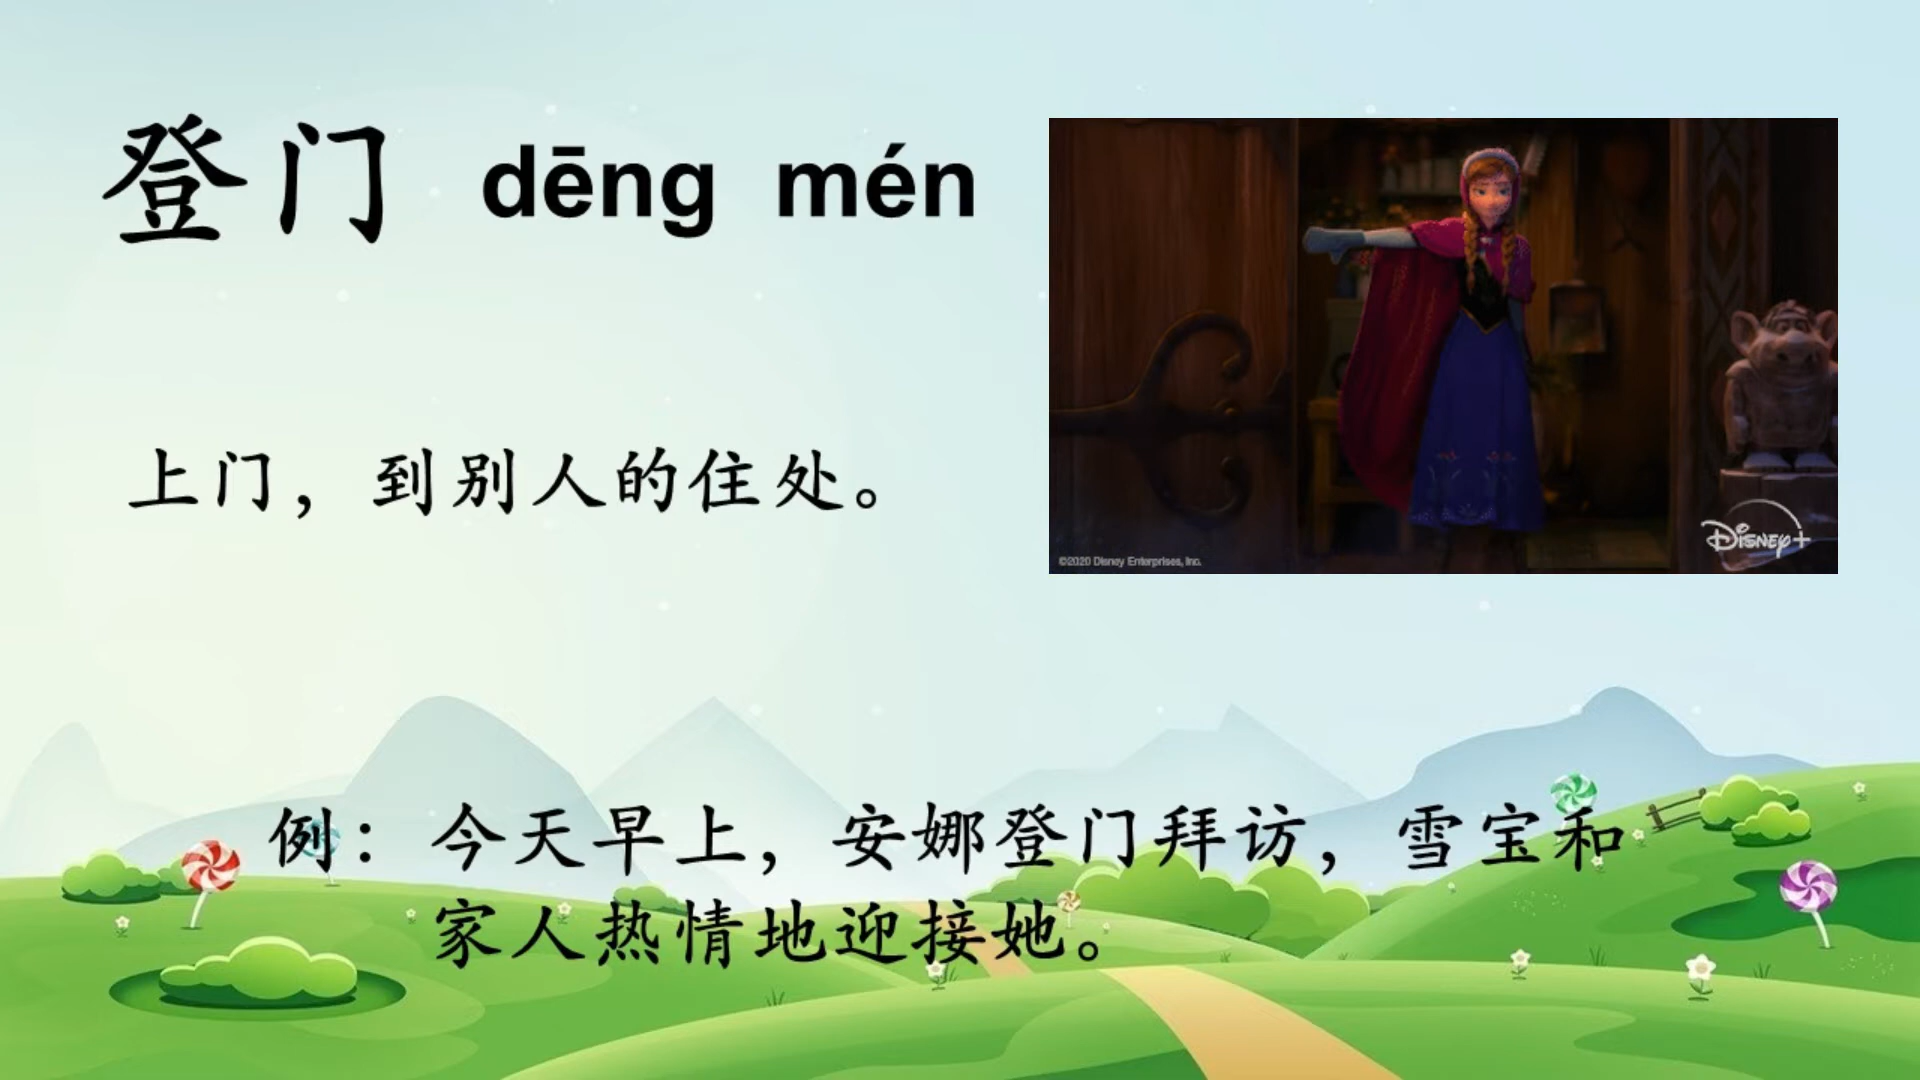 登门 dēng mén
上门，到别人的住处。
©2020 Disney Enterprises, Inc.
Disney+
例：今天早上，安娜登门拜访，雪宝和
家人热情地迎接她。